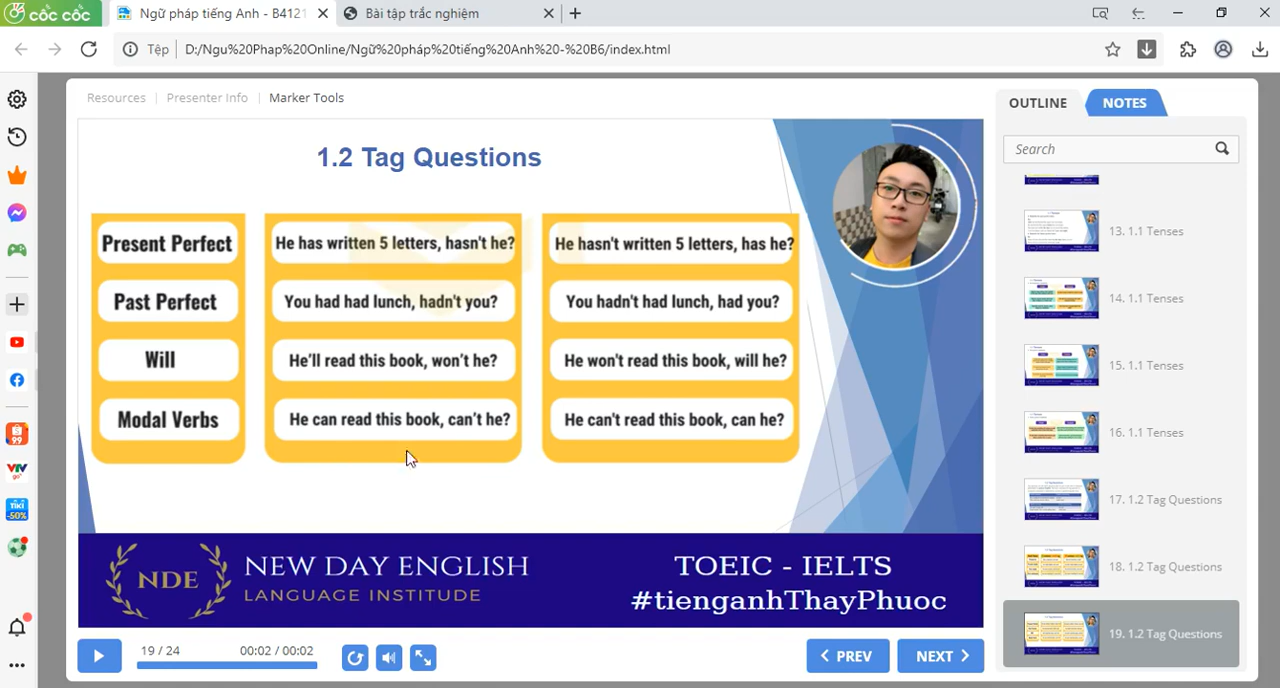 cốc cốc
Ngữ pháp tiếng Anh - B4121
Bài tập trắc nghiệm
Tệp
D:/Ngu%20Phap%20Online/Ngữ%20pháp%20tiếng%20Anh%20-%20B6/index.html
Resources | Presenter Info | Marker Tools
OUTLINE
NOTES
Search
1.2 Tag Questions
Present Perfect
He has written 5 letters, hasn't he?
He hasn't written 5 letters, has he?
Past Perfect
You had had lunch, hadn't you?
You hadn't had lunch, had you?
Will
He'll read this book, won't he?
He won't read this book, will he?
Modal Verbs
He can read this book, can't he?
He can't read this book, can he?
NDE
NEW DAY ENGLISH
LANGUAGE INSTITUDE
TOEIC - IELTS
#tienganhThayPhuoc
13. 1.1 Tenses
14. 1.1 Tenses
15. 1.1 Tenses
16. 1.1 Tenses
17. 1.2 Tag Questions
18. 1.2 Tag Questions
19. 1.2 Tag Questions
19 / 24
00:02 / 00:02
PREV
NEXT
VTV
go
TIKI
-50%